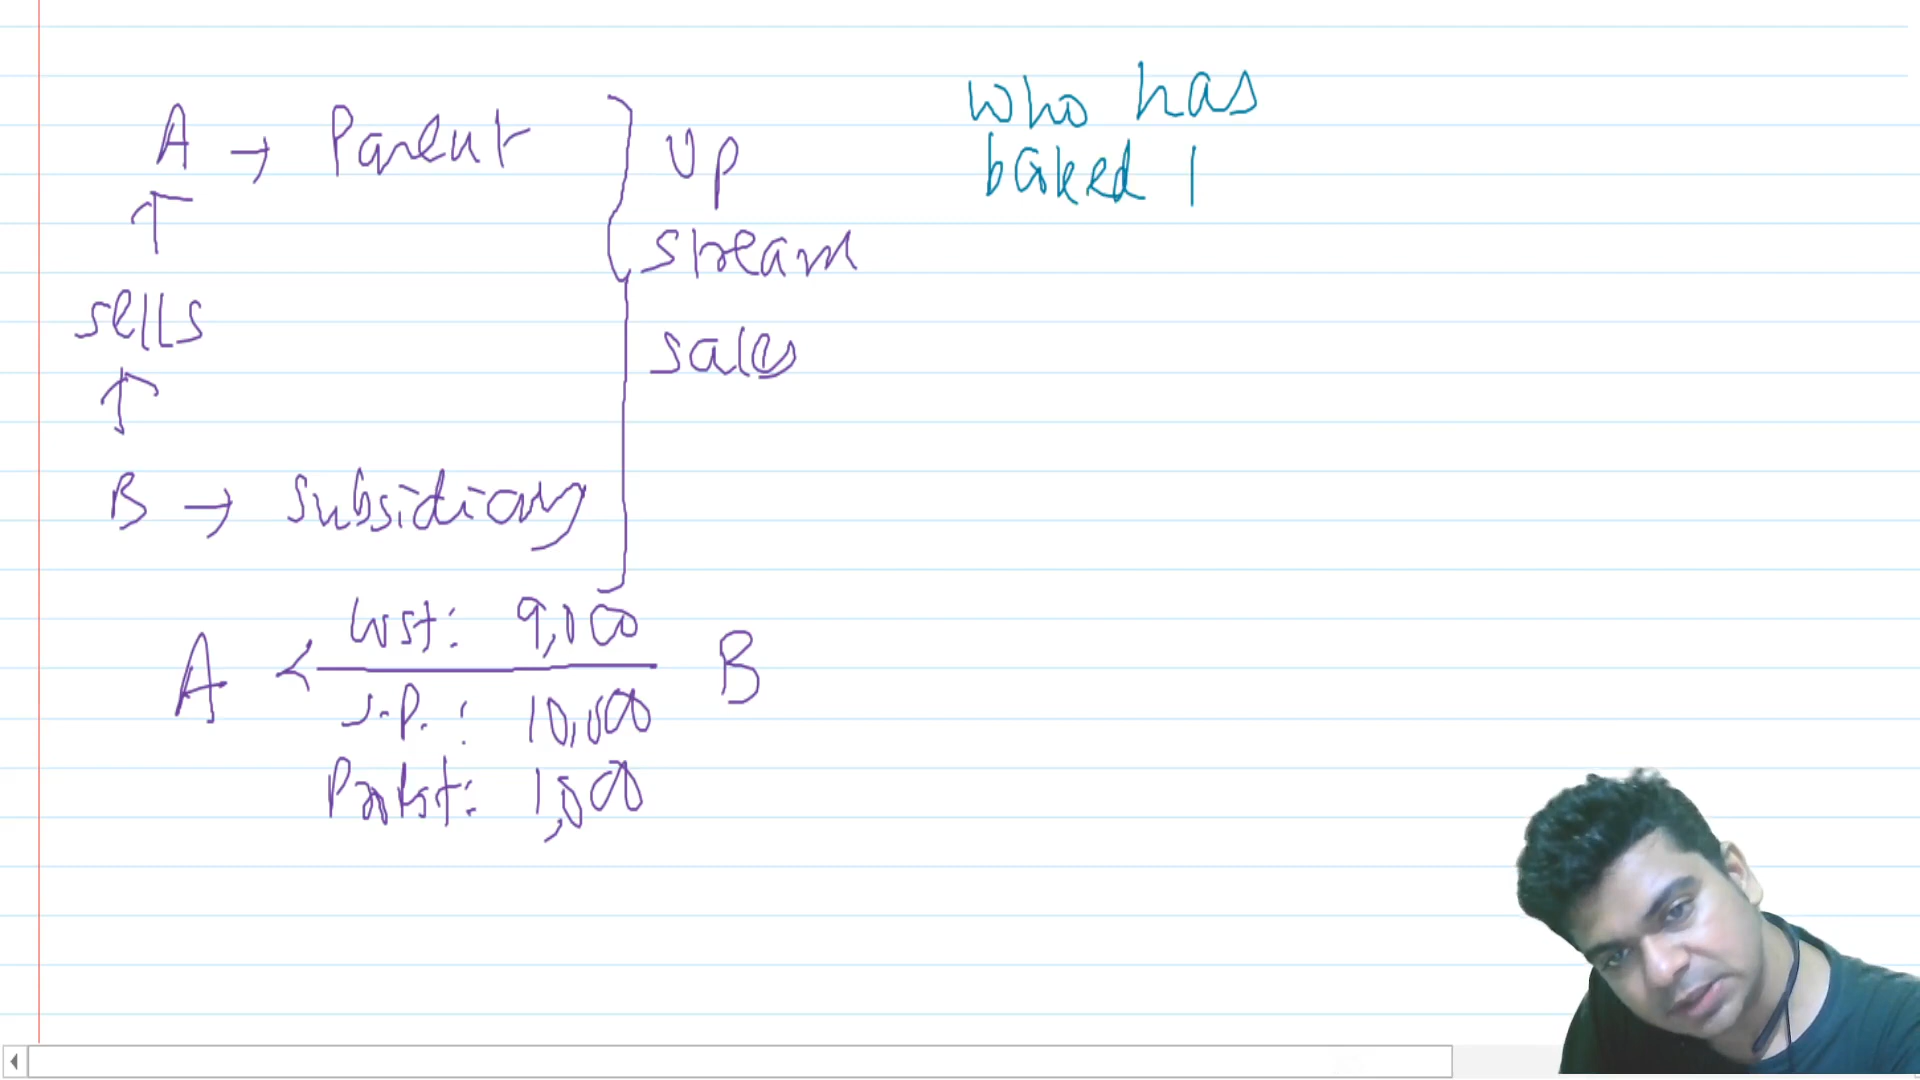 A → Parent
↑
sells
↑
B → Subsidiary
Up
stream
sales
A < Cost: 9,000 B
S.P.: 10,000
Profit: 1,000
who has
baked